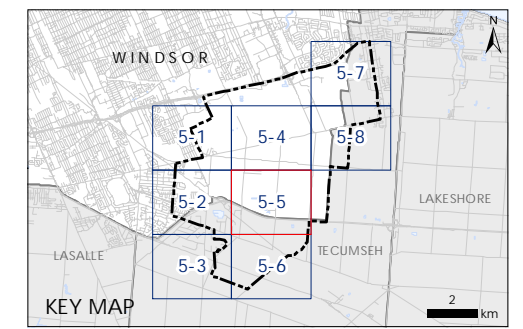 N
WINDSOR
5-7
5-1
5-4
5-8
5-2
5-5
LAKESHORE
LASALLE
TECUMSEH
5-3
5-6
KEY MAP
2
km